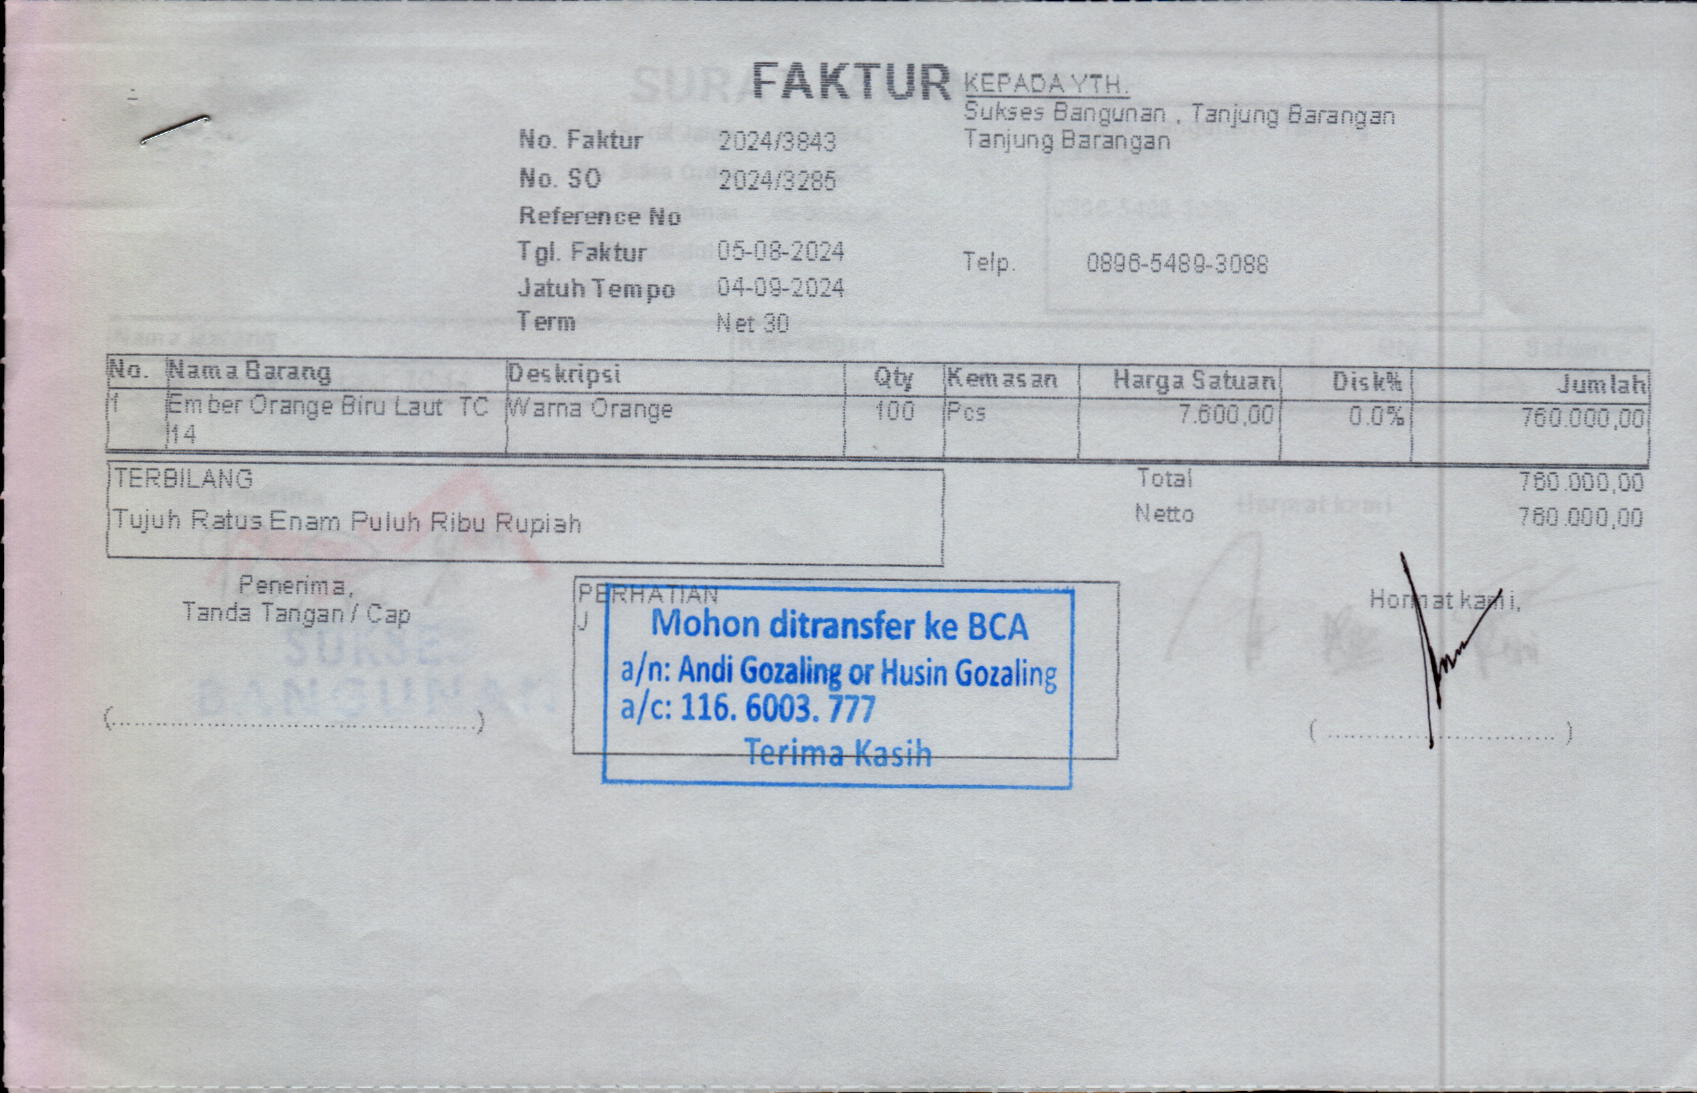 FAKTUR
KEPADA YTH.
Sukses Bangunan , Tanjung Barangan
Tanjung Barangan
No. Faktur 2024/3843
No. SO 2024/3285
Reference No
Tgl. Faktur 05-08-2024
Telp. 0896-5489-3088
Jatuh Tempo 04-09-2024
Term Net 30
No. Nama Barang Deskripsi Qty Kemasan Harga Satuan Disk% Jumlah
1 Ember Orange Biru Laut TC Warna Orange 100 Pcs 7.600,00 0.0% 760.000,00
14
TERBILANG
Tujuh Ratus Enam Puluh Ribu Rupiah
Total 760.000,00
Netto 760.000,00
Penerima,
Tanda Tangan / Cap
PERHATIAN
J
Mohon ditransfer ke BCA
a/n: Andi Gozaling or Husin Gozaling
a/c: 116. 6003. 777
Terima Kasih
Hormat kami,
SUKSES
BANGUNAN